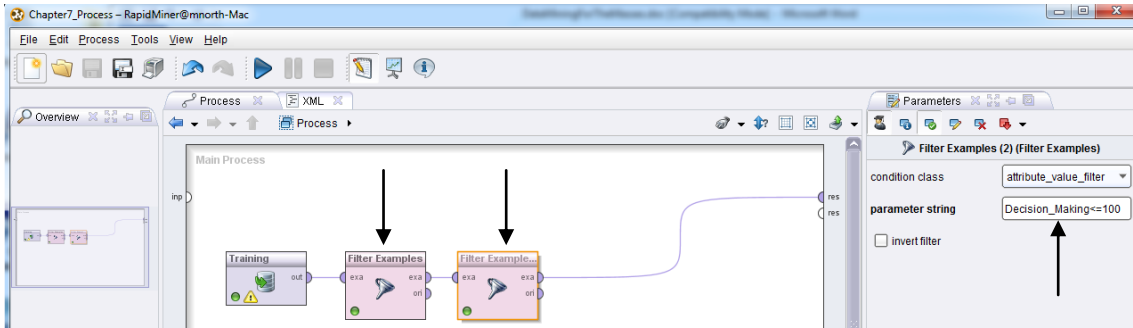 Chapter7_Process – RapidMiner@mnorth-Mac
File Edit Process Tools View Help
Overview
Process
XML
Parameters
Process
Filter Examples (2) (Filter Examples)
Main Process
condition class
attribute_value_filter
inp
res
parameter string
Decision_Making<=100
res
invert filter
Training
Filter Examples
Filter Example...
out
exa
exa
exa
exa
ori
ori